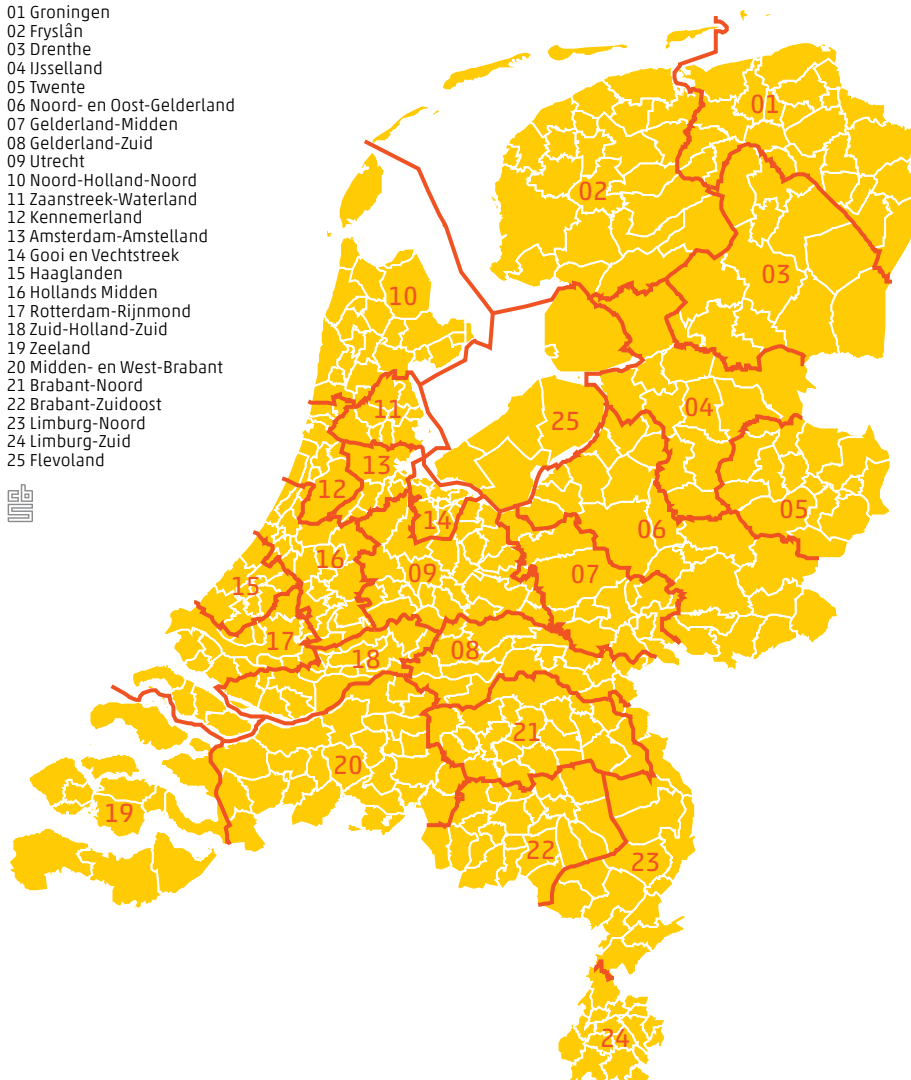 01 Groningen
02 Fryslân
03 Drenthe
04 IJsselland
05 Twente
06 Noord- en Oost-Gelderland
07 Gelderland-Midden
08 Gelderland-Zuid
09 Utrecht
10 Noord-Holland-Noord
11 Zaanstreek-Waterland
12 Kennemerland
13 Amsterdam-Amstelland
14 Gooi en Vechtstreek
15 Haaglanden
16 Hollands Midden
17 Rotterdam-Rijnmond
18 Zuid-Holland-Zuid
19 Zeeland
20 Midden- en West-Brabant
21 Brabant-Noord
22 Brabant-Zuidoost
23 Limburg-Noord
24 Limburg-Zuid
25 Flevoland
cbs
01
02
03
10
04
11
25
13
12
05
14
06
16
09
07
15
17
08
18
21
20
19
22
23
24